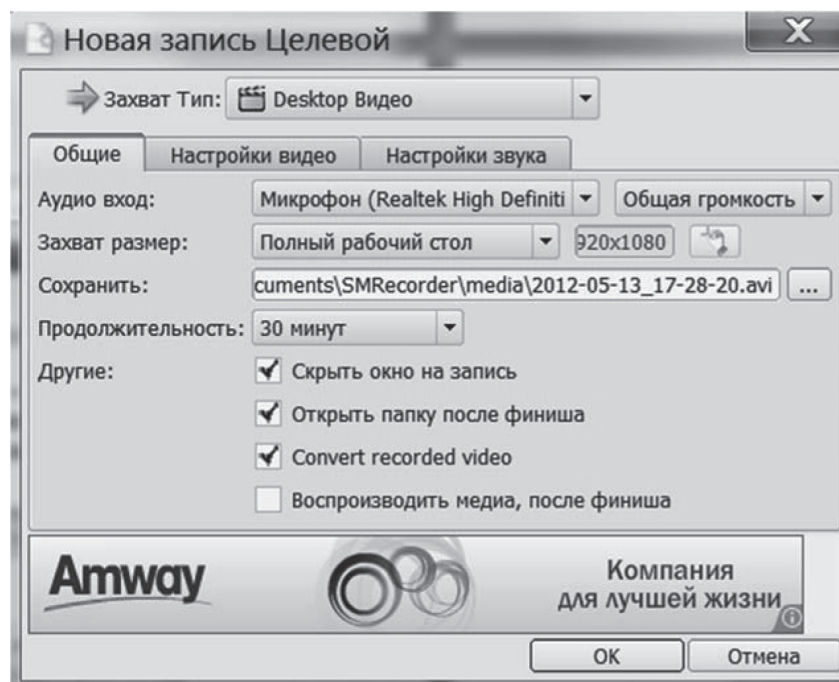 Новая запись Целевой
Захват Тип: Desktop Видео
Общие Настройки видео Настройки звука
Аудио вход: Микрофон (Realtek High Definiti Общая громкость
Захват размер: Полный рабочий стол 920x1080
Сохранить: cuments\SMRecorder\media\2012-05-13_17-28-20.avi ...
Продолжительность: 30 минут
Другие: Скрыть окно на запись
Открыть папку после финиша
Convert recorded video
Воспроизводить медиа, после финиша
Amway Компания
для лучшей жизни
OK Отмена